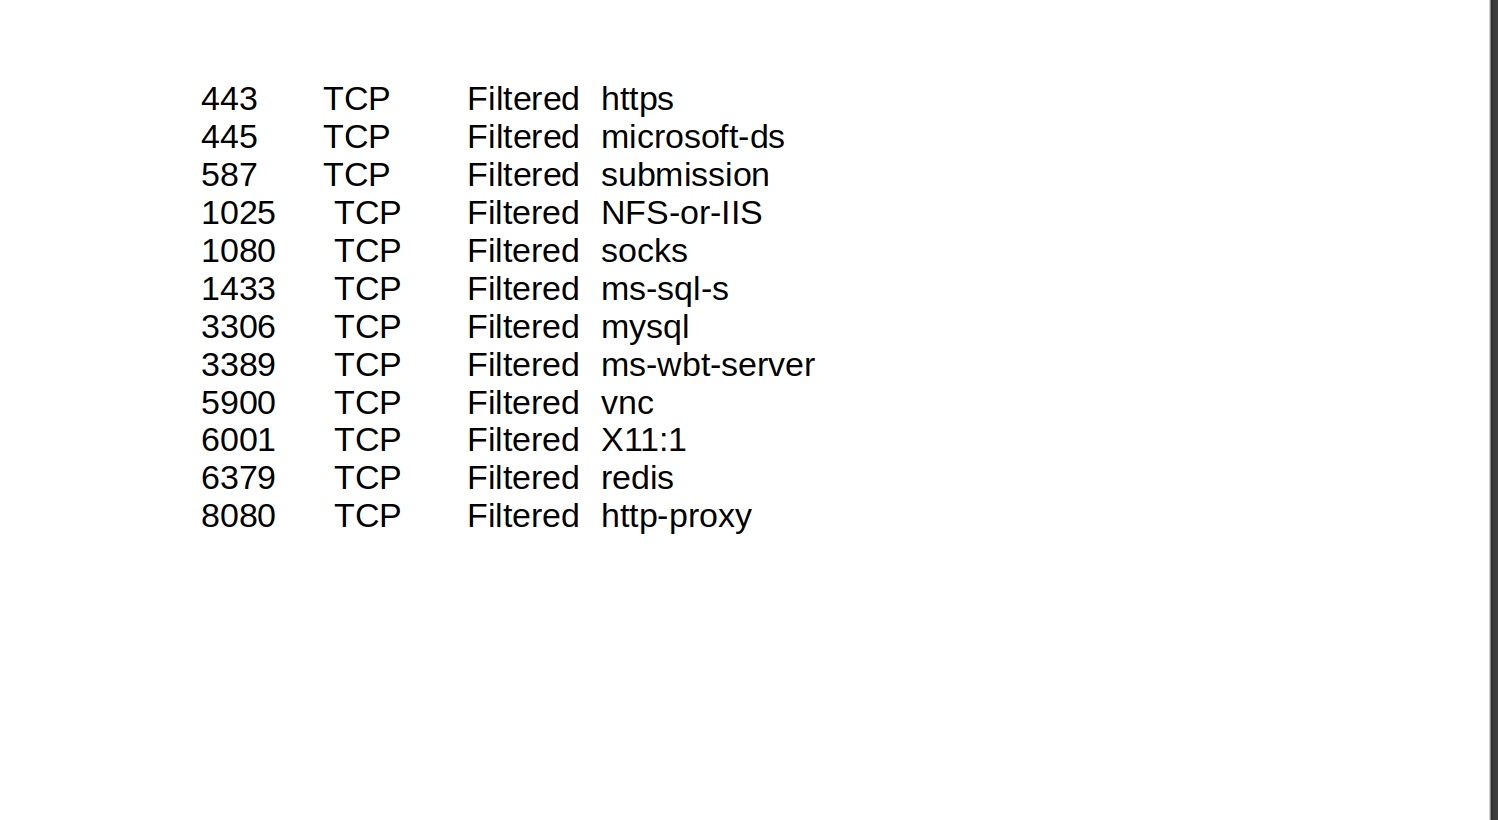 443 TCP Filtered https
445 TCP Filtered microsoft-ds
587 TCP Filtered submission
1025 TCP Filtered NFS-or-IIS
1080 TCP Filtered socks
1433 TCP Filtered ms-sql-s
3306 TCP Filtered mysql
3389 TCP Filtered ms-wbt-server
5900 TCP Filtered vnc
6001 TCP Filtered X11:1
6379 TCP Filtered redis
8080 TCP Filtered http-proxy